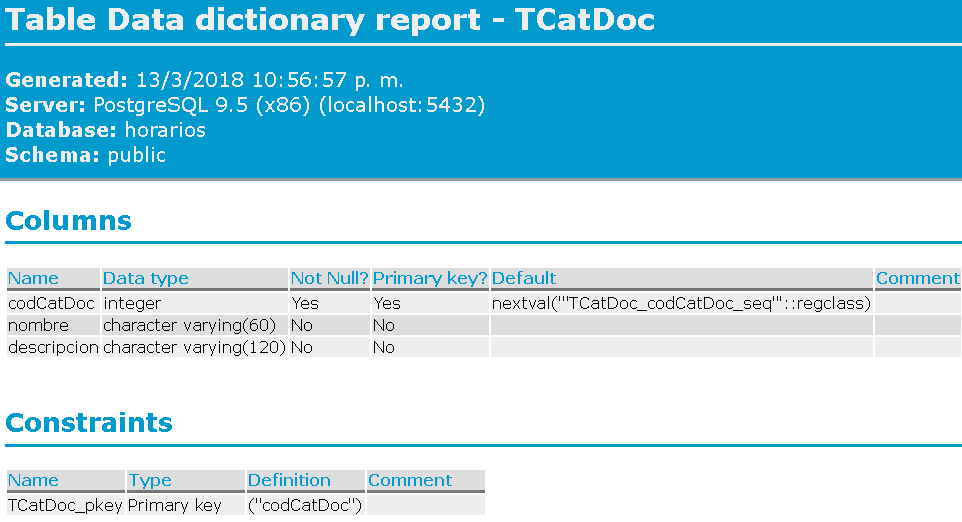 Table Data dictionary report - TCatDoc
Generated: 13/3/2018 10:56:57 p. m.
Server: PostgreSQL 9.5 (x86) (localhost:5432)
Database: horarios
Schema: public
Columns
Name Data type Not Null? Primary key? Default Comment
codCatDoc integer Yes Yes nextval('"TCatDoc_codCatDoc_seq"'::regclass)
nombre character varying(60) No No
descripcion character varying(120) No No
Constraints
Name Type Definition Comment
TCatDoc_pkey Primary key ("codCatDoc")